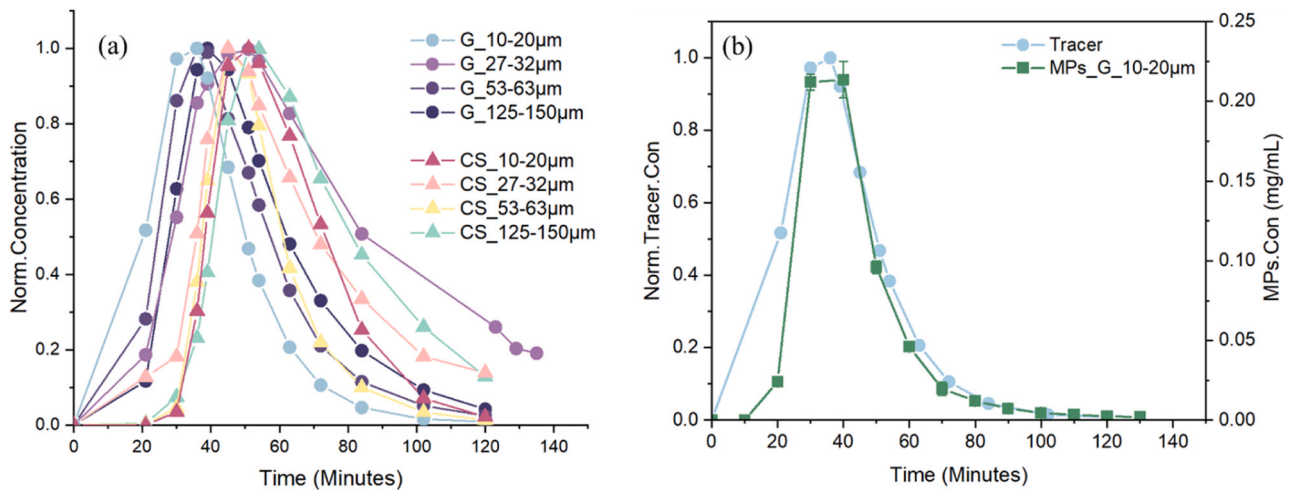 (a)
G_10-20μm
G_27-32μm
G_53-63μm
G_125-150μm
CS_10-20μm
CS_27-32μm
CS_53-63μm
CS_125-150μm
Norm.Concentration
1.0
0.8
0.6
0.4
0.2
0.0
0 20 40 60 80 100 120 140
Time (Minutes)
(b)
Tracer
MPs_G_10-20μm
Norm.Tracer.Con
1.0
0.8
0.6
0.4
0.2
0.0
0 20 40 60 80 100 120 140
Time (Minutes)
0.25
0.20
0.15
0.10
0.05
0.00
MPs.Con (mg/mL)